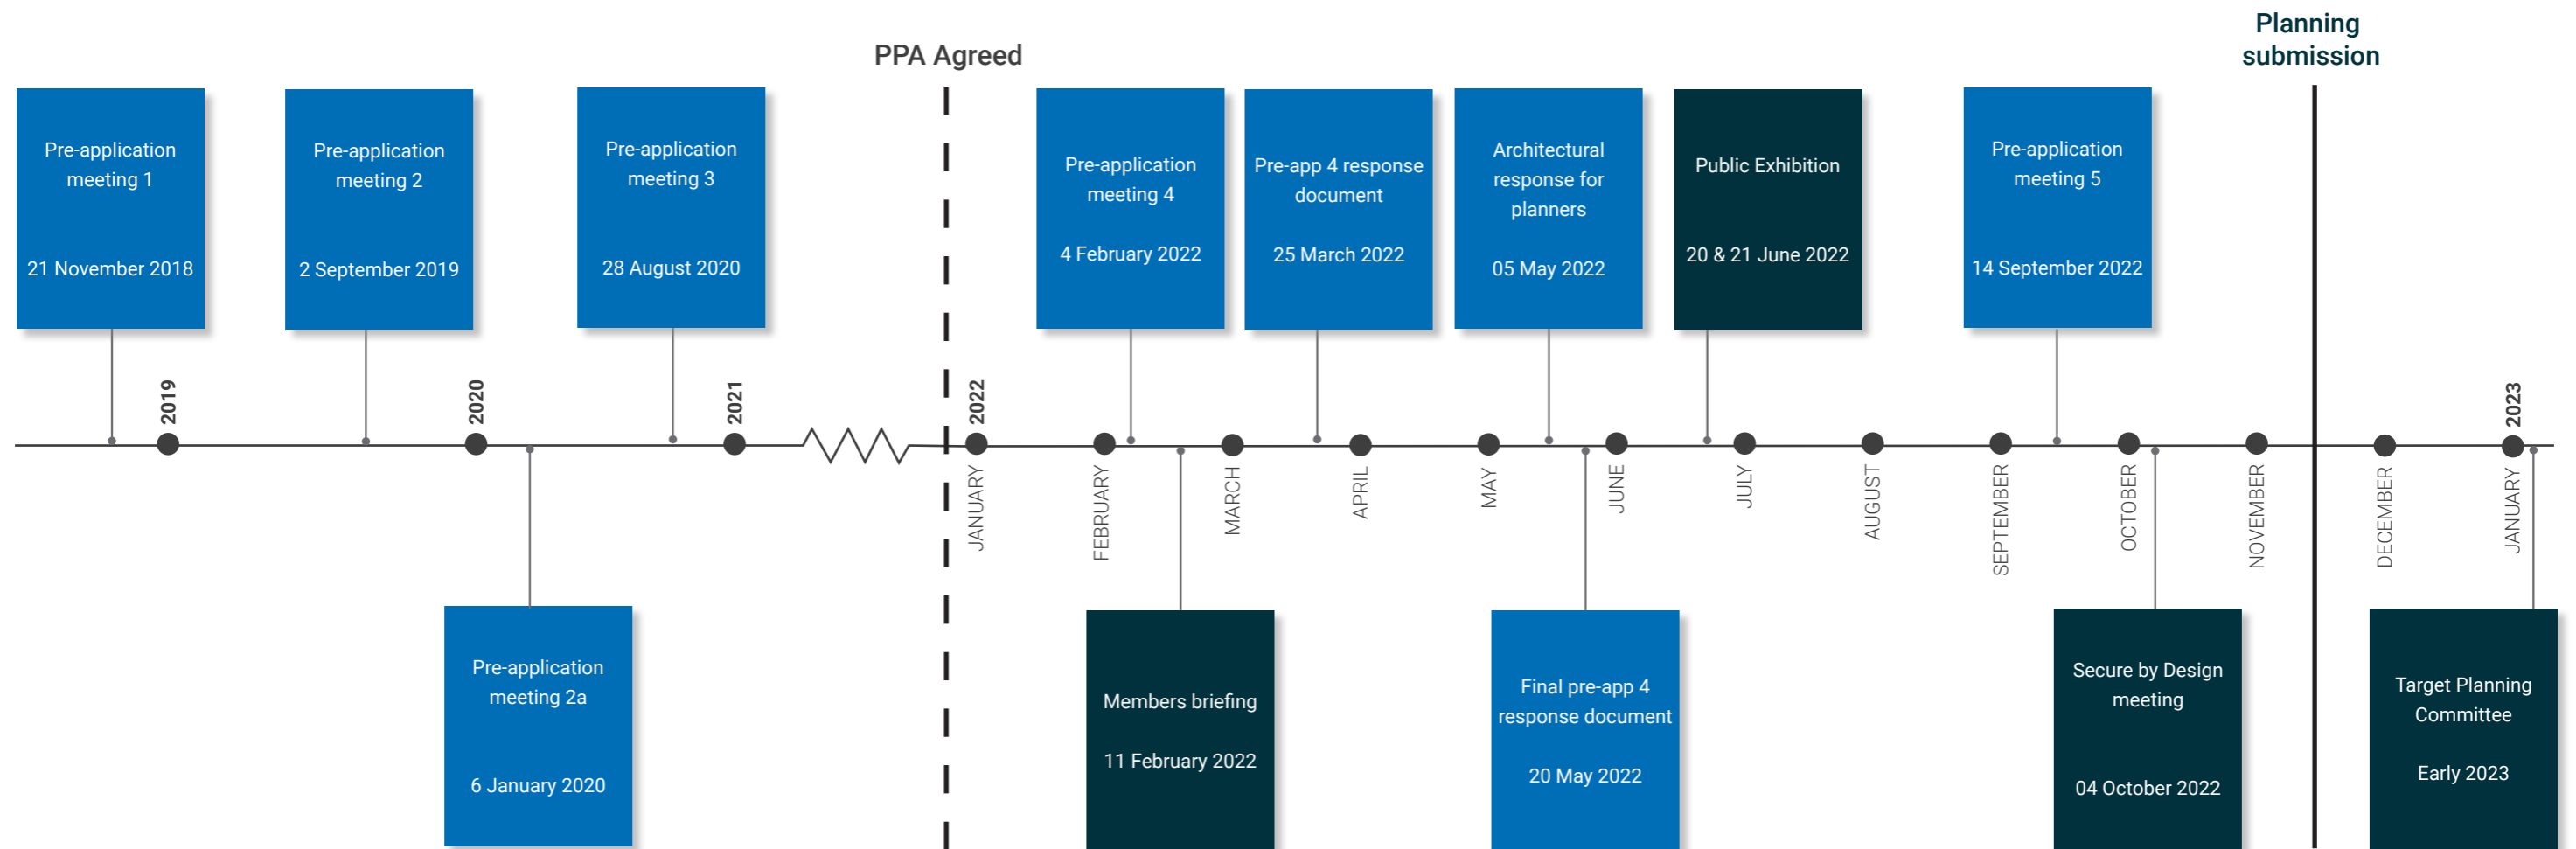 Planning
submission
PPA Agreed
Pre-application
meeting 1
21 November 2018
Pre-application
meeting 2
2 September 2019
Pre-application
meeting 3
28 August 2020
Pre-application
meeting 4
4 February 2022
Pre-app 4 response
document
25 March 2022
Architectural
response for
planners
05 May 2022
Public Exhibition
20 & 21 June 2022
Pre-application
meeting 5
14 September 2022
2019
2020
2021
2022
2023
JANUARY
FEBRUARY
MARCH
APRIL
MAY
JUNE
JULY
AUGUST
SEPTEMBER
OCTOBER
NOVEMBER
DECEMBER
JANUARY
Pre-application
meeting 2a
6 January 2020
Members briefing
11 February 2022
Final pre-app 4
response document
20 May 2022
Secure by Design
meeting
04 October 2022
Target Planning
Committee
Early 2023